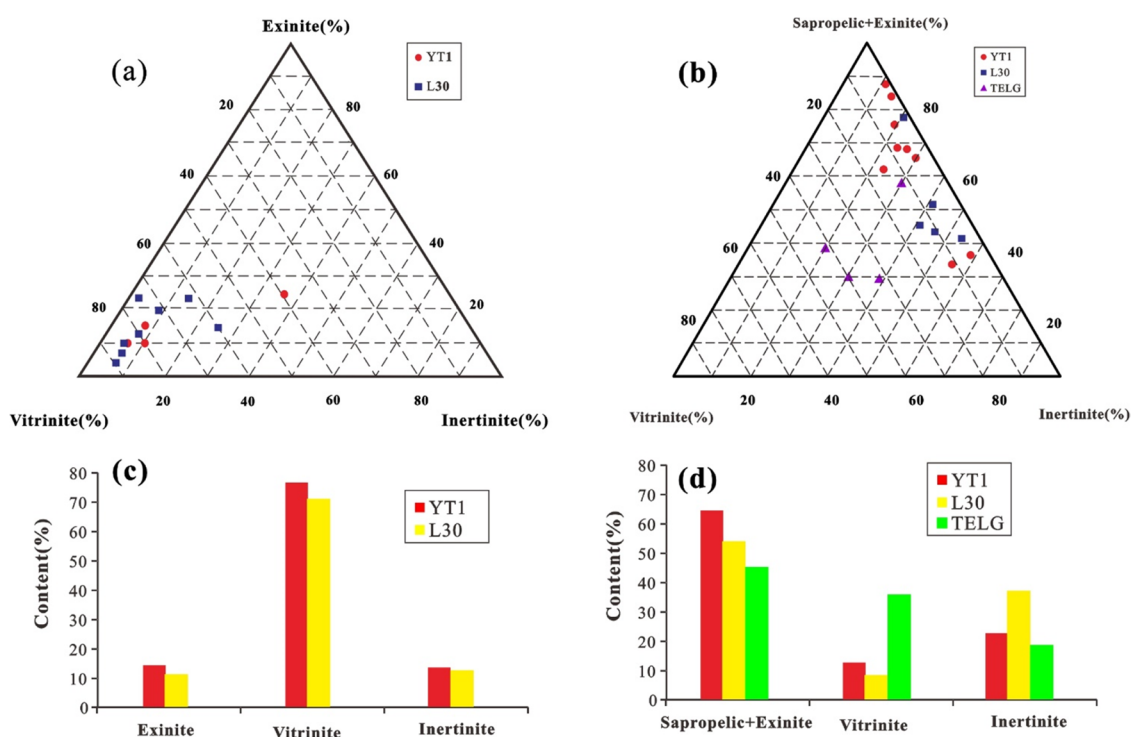 Exinite(%)
(a)
YT1
L30
20
80
40
60
60
40
80
20
20
40
60
80
Vitrinite(%)
Inertinite(%)
Sapropelic+Exinite(%)
(b)
YT1
L30
TELG
20
80
40
60
60
40
80
20
20
40
60
80
Vitrinite(%)
Inertinite(%)
(c)
YT1
L30
Content(%)
80
70
60
50
40
30
20
10
0
Exinite
Vitrinite
Inertinite
(d)
YT1
L30
TELG
Content(%)
80
70
60
50
40
30
20
10
0
Sapropelic+Exinite
Vitrinite
Inertinite